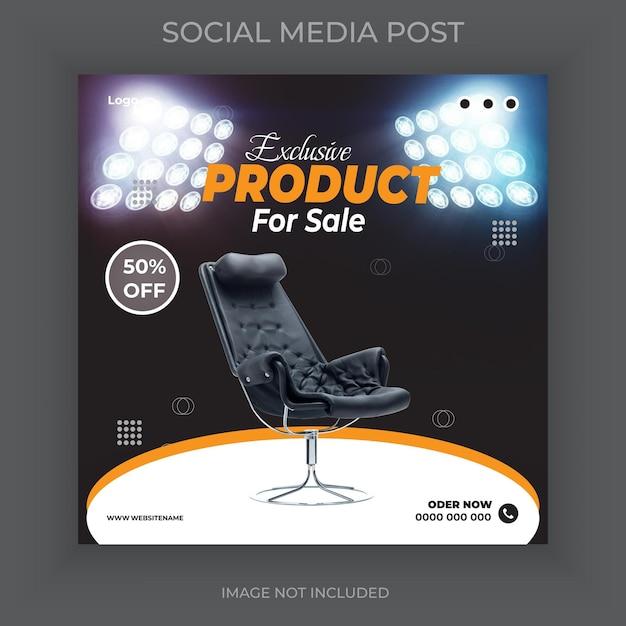 SOCIAL MEDIA POST
Logo
Exclusive
PRODUCT
For Sale
50%
OFF
WWW.WEBSITENAME
ODER NOW
0000 000 000
IMAGE NOT INCLUDED